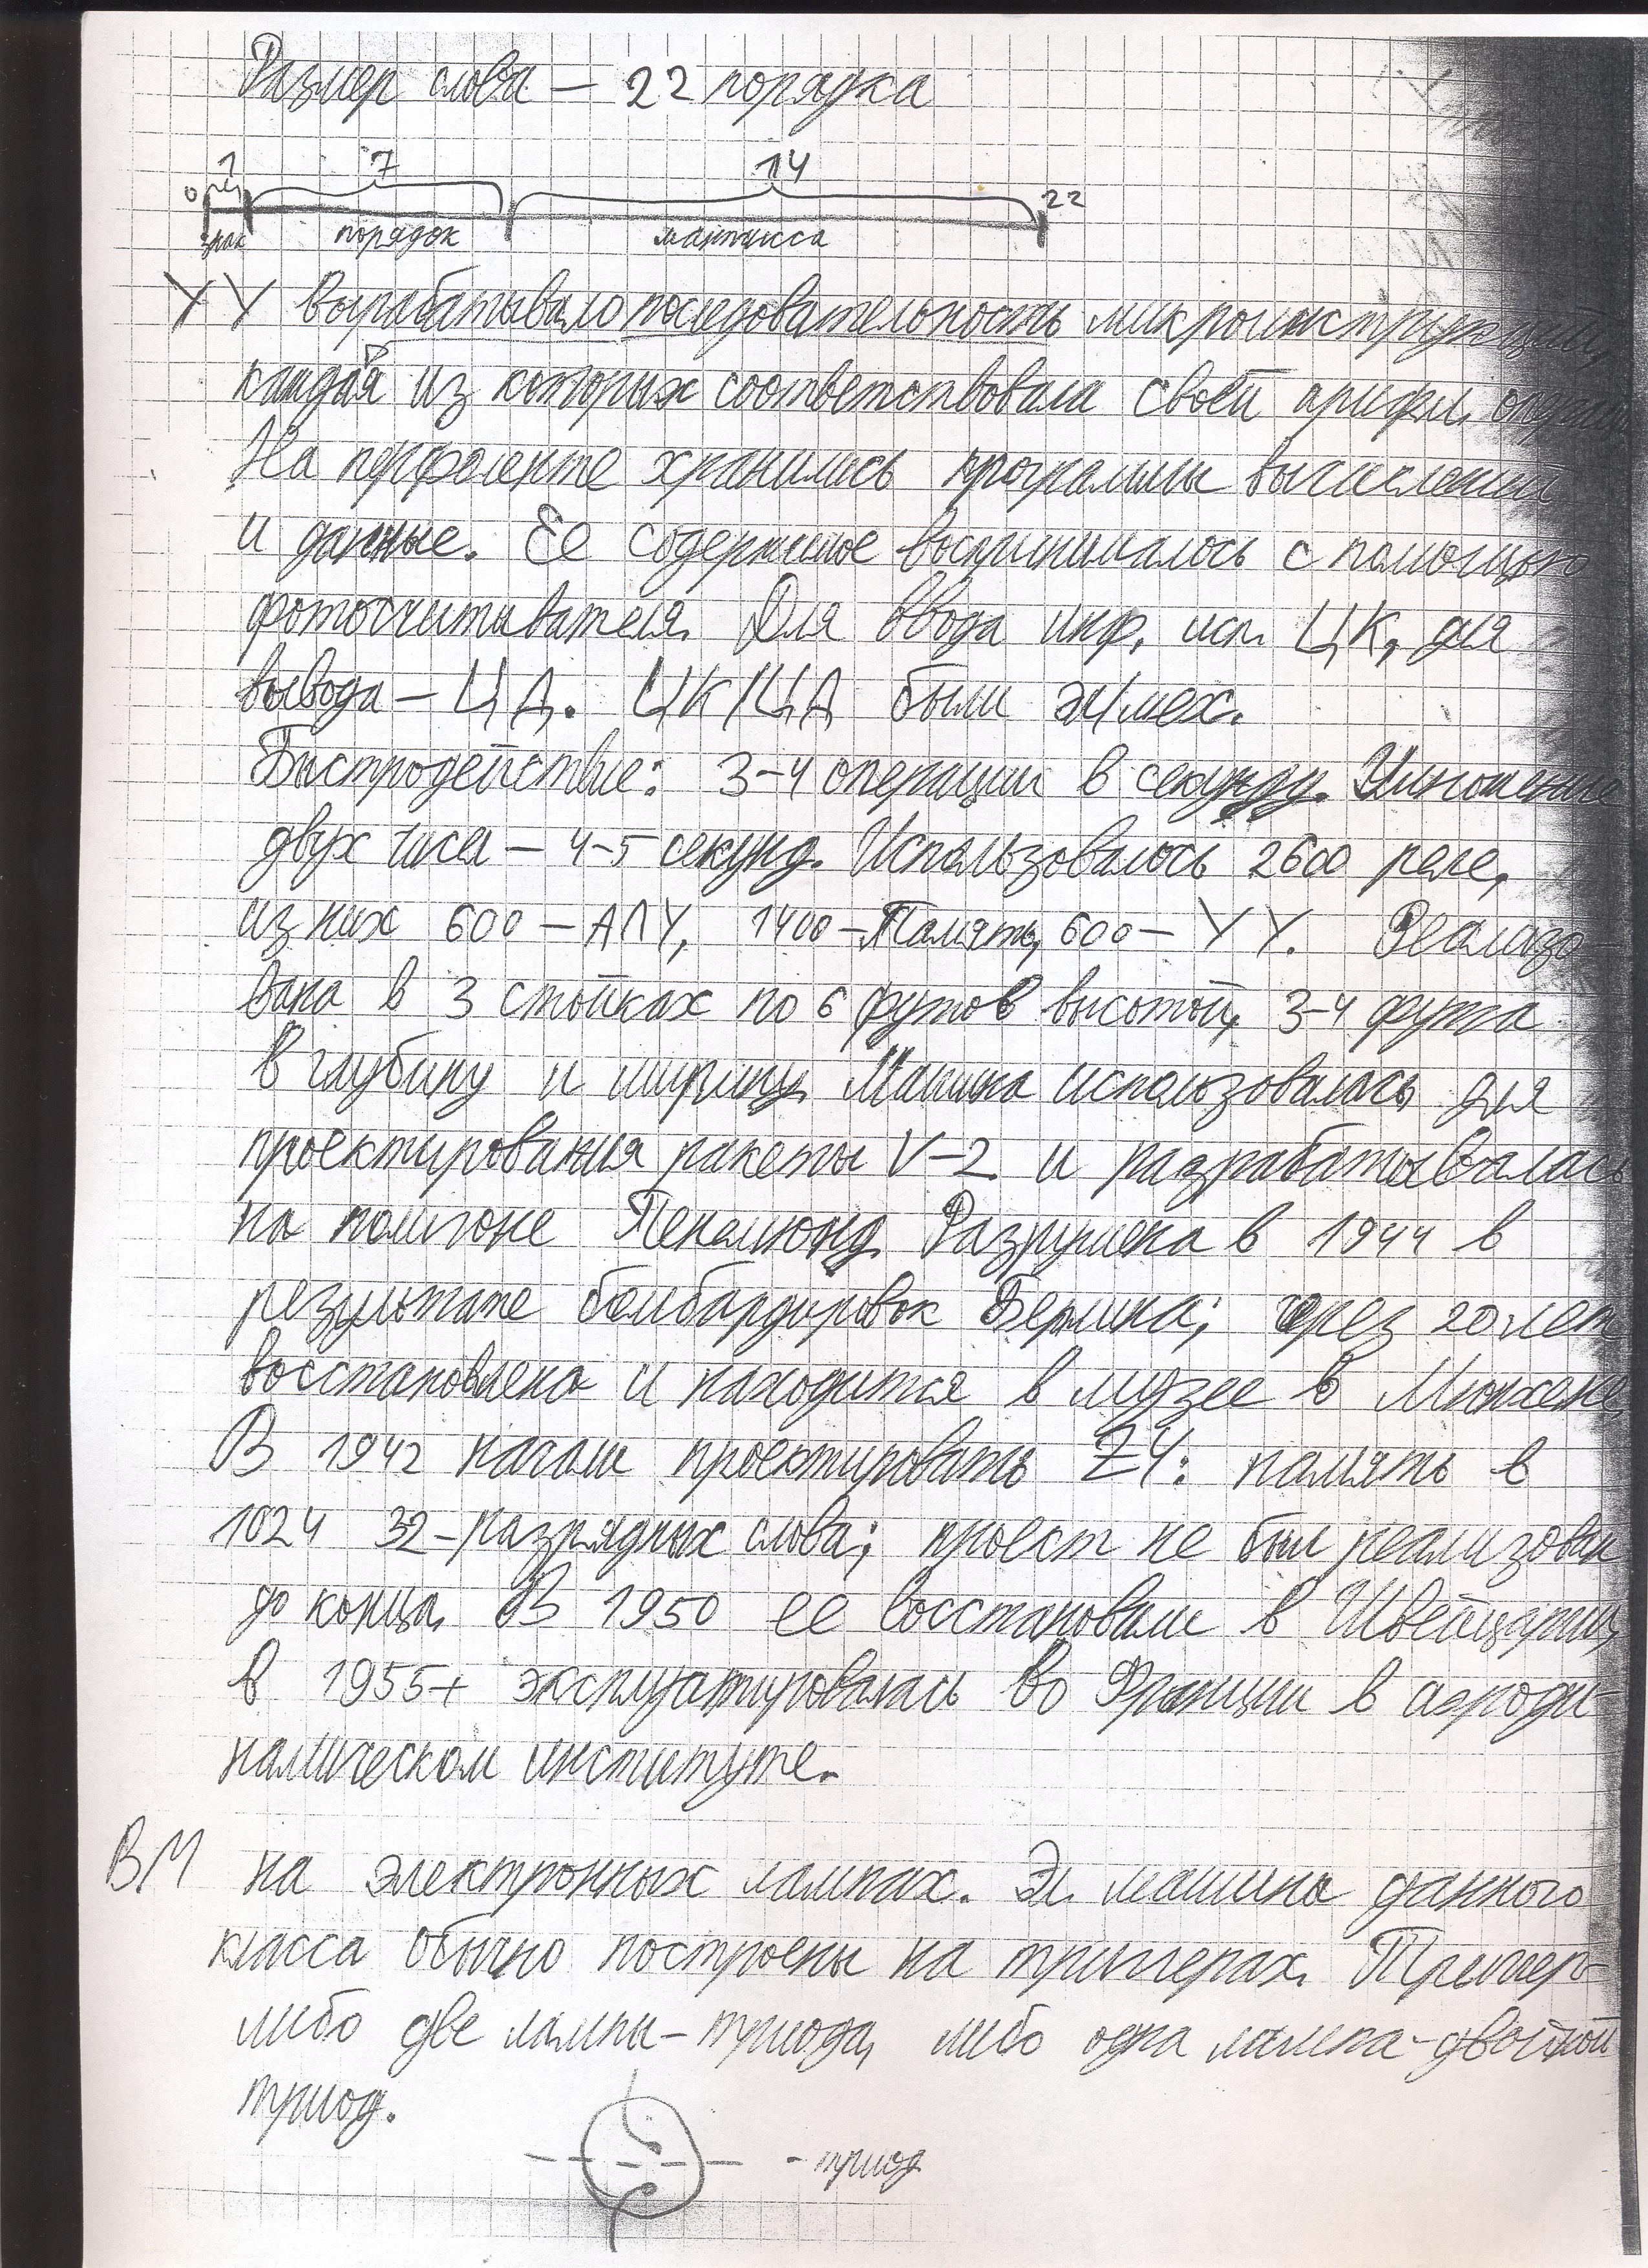 Размер слова — 22 порядка
1 7 14
0 22
знак порядок мантисса
УУ вырабатывало последовательность микроинструкций,
каждая из которых соответствовала своей арифм.
На перфоленте хранились программы вычислений
и данные. Ее содержимое воспринималось с помощью
фотосчитывателя. Для ввода инф. исп. ЦК, для
вывода — ЦД. ЦК/ЦД были эл/мех.
Быстродействие: 3-4 операции в секунду. Умножение
двух чисел — 4-5 секунд. Использовалось 2600 реле,
из них 600 — АЛУ, 1400 — Память, 600 — УУ. Реализо-
вана в 3 стойках по 6 футов высотой, 3-4 фута
в глубину и ширину. Машина использовалась для
проектирования ракеты V-2 и разрабатывалась
на полигоне Пенемюнд. Разрушена в 1944 в
результате бомбардировок Берлина; через 20 лет
восстановлена и находится в музее в Мюнхене.
В 1942 начали проектировать Z4: память в
1024 32-разрядных слова; проект не был реализован
до конца. В 1950 ее восстановили в Швейцарии,
в 1955+ эксплуатировалась во Франции в аэроди-
намическом институте.
ВМ на электронных лампах. Эл. машина данного
класса обычно построены на триггерах. Триггер-
либо две лампы-триода, либо одна лампа-двойной
триод.
- триод